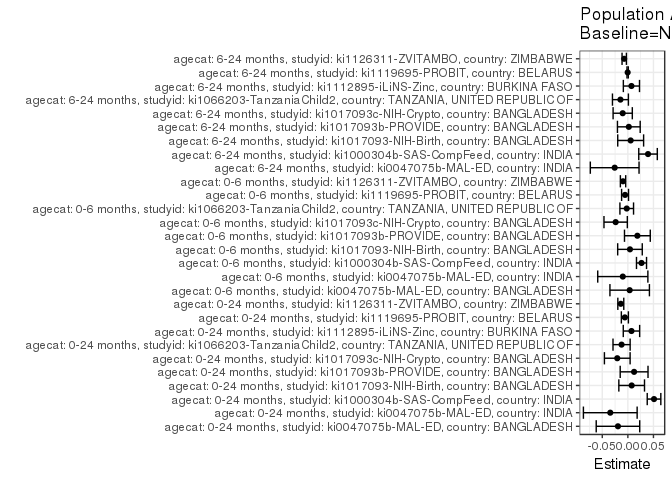 Population
Baseline=N
agecat: 6-24 months, studyid: ki1126311-ZVITAMBO, country: ZIMBABWE
agecat: 6-24 months, studyid: ki1119695-PROBIT, country: BELARUS
agecat: 6-24 months, studyid: ki1112895-iLiNS-Zinc, country: BURKINA FASO
agecat: 6-24 months, studyid: ki1066203-TanzaniaChild2, country: TANZANIA, UNITED REPUBLIC OF
agecat: 6-24 months, studyid: ki1017093c-NIH-Crypto, country: BANGLADESH
agecat: 6-24 months, studyid: ki1017093b-PROVIDE, country: BANGLADESH
agecat: 6-24 months, studyid: ki1017093-NIH-Birth, country: BANGLADESH
agecat: 6-24 months, studyid: ki1000304b-SAS-CompFeed, country: INDIA
agecat: 6-24 months, studyid: ki0047075b-MAL-ED, country: INDIA
agecat: 0-6 months, studyid: ki1126311-ZVITAMBO, country: ZIMBABWE
agecat: 0-6 months, studyid: ki1119695-PROBIT, country: BELARUS
agecat: 0-6 months, studyid: ki1066203-TanzaniaChild2, country: TANZANIA, UNITED REPUBLIC OF
agecat: 0-6 months, studyid: ki1017093c-NIH-Crypto, country: BANGLADESH
agecat: 0-6 months, studyid: ki1017093b-PROVIDE, country: BANGLADESH
agecat: 0-6 months, studyid: ki1017093-NIH-Birth, country: BANGLADESH
agecat: 0-6 months, studyid: ki1000304b-SAS-CompFeed, country: INDIA
agecat: 0-6 months, studyid: ki0047075b-MAL-ED, country: INDIA
agecat: 0-6 months, studyid: ki0047075b-MAL-ED, country: BANGLADESH
agecat: 0-24 months, studyid: ki1126311-ZVITAMBO, country: ZIMBABWE
agecat: 0-24 months, studyid: ki1119695-PROBIT, country: BELARUS
agecat: 0-24 months, studyid: ki1112895-iLiNS-Zinc, country: BURKINA FASO
agecat: 0-24 months, studyid: ki1066203-TanzaniaChild2, country: TANZANIA, UNITED REPUBLIC OF
agecat: 0-24 months, studyid: ki1017093c-NIH-Crypto, country: BANGLADESH
agecat: 0-24 months, studyid: ki1017093b-PROVIDE, country: BANGLADESH
agecat: 0-24 months, studyid: ki1017093-NIH-Birth, country: BANGLADESH
agecat: 0-24 months, studyid: ki1000304b-SAS-CompFeed, country: INDIA
agecat: 0-24 months, studyid: ki0047075b-MAL-ED, country: INDIA
agecat: 0-24 months, studyid: ki0047075b-MAL-ED, country: BANGLADESH
-0.050.000.05
Estimate